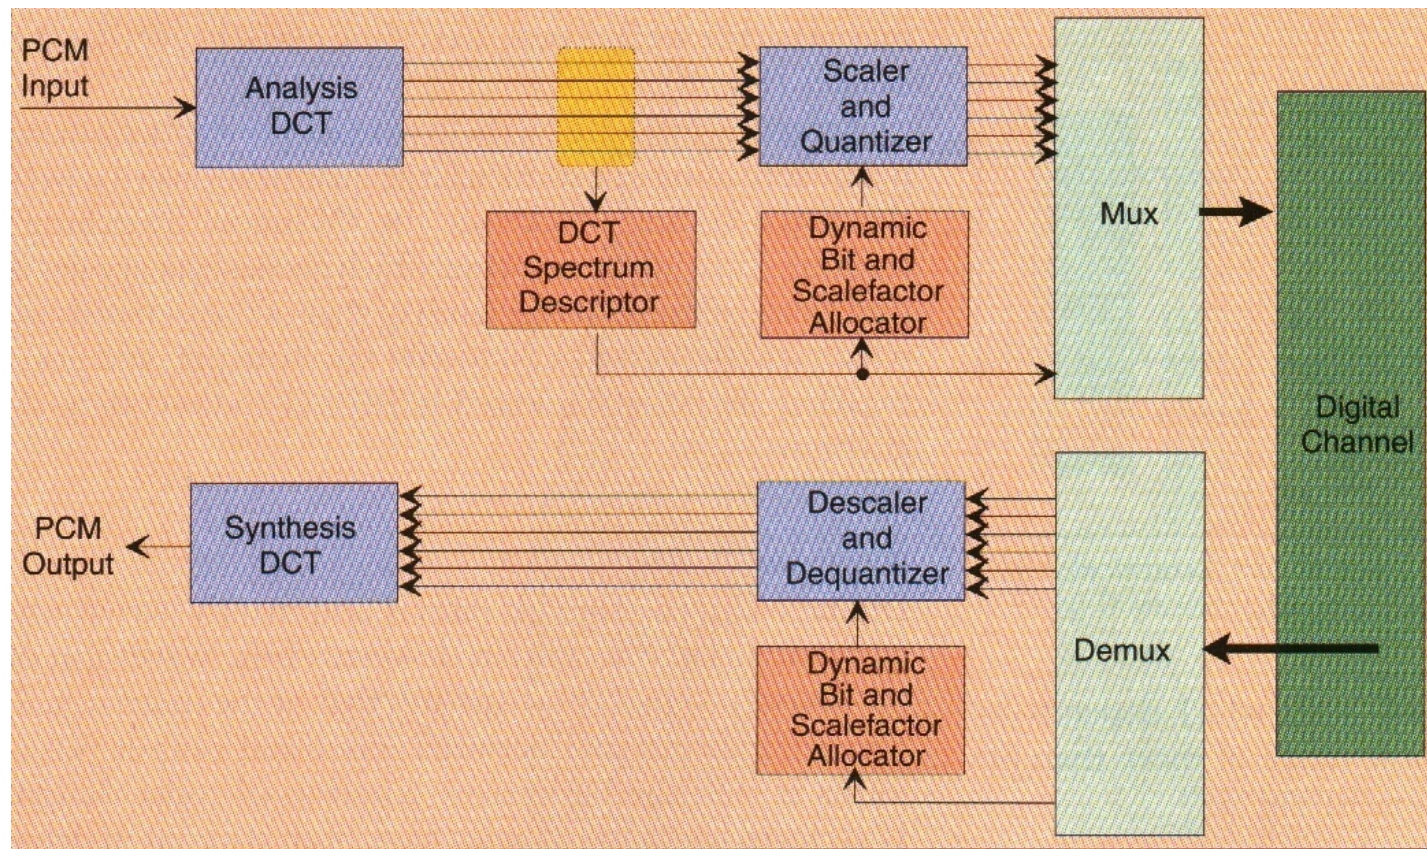 PCM
Input
Analysis
DCT
Scaler
and
Quantizer
Mux
DCT
Spectrum
Descriptor
Dynamic
Bit and
Scalefactor
Allocator
Digital
Channel
PCM
Output
Synthesis
DCT
Descaler
and
Dequantizer
Demux
Dynamic
Bit and
Scalefactor
Allocator